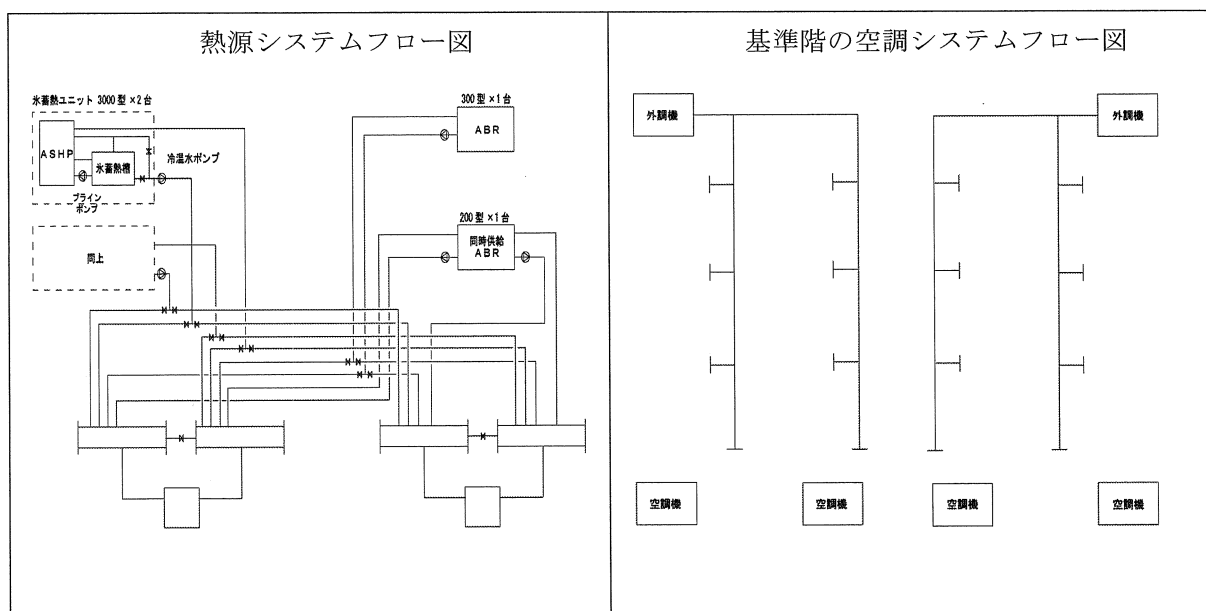 熱源システムフロー図
氷蓄熱ユニット 3000型×2台
ASHP
氷蓄熱槽
ブライン
ポンプ
冷温水ポンプ
同上
300型×1台
ABR
200型×1台
同時供給
ABR
基準階の空調システムフロー図
外調機
外調機
空調機
空調機
空調機
空調機